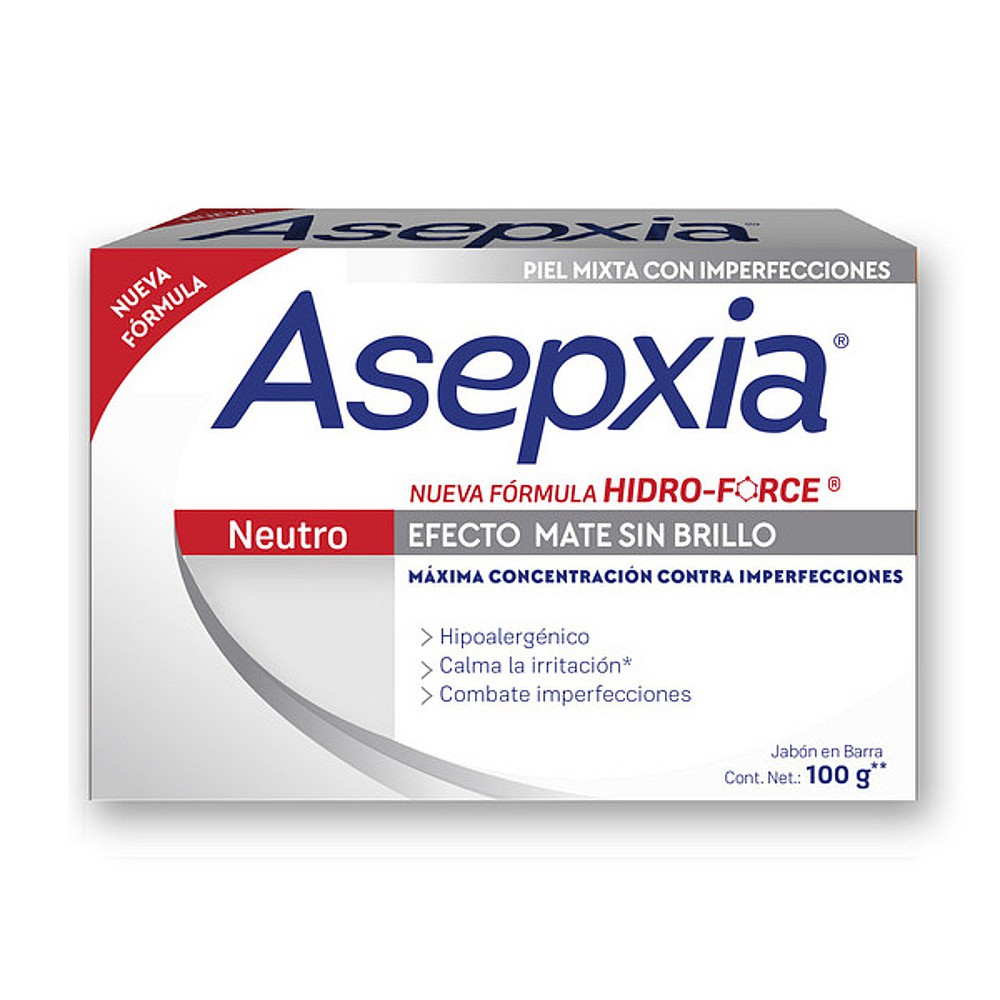 NUEVO
Asepxia
PIEL MIXTA CON IMPERFECCIONES
NUEVA
FÓRMULA
Asepxia®
NUEVA FÓRMULA HIDRO-FORCE®
Neutro
EFECTO MATE SIN BRILLO
MÁXIMA CONCENTRACIÓN CONTRA IMPERFECCIONES
> Hipoalergénico
> Calma la irritación*
> Combate imperfecciones
Jabón en Barra
Cont. Net.: 100 g**